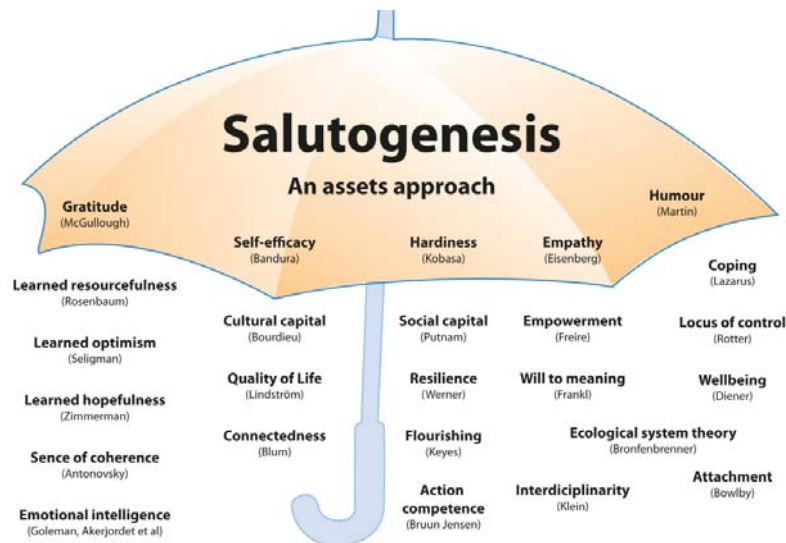 Salutogenesis
An assets approach
Gratitude
(McGullough)
Humour
(Martin)
Self-efficacy
(Bandura)
Hardiness
(Kobasa)
Empathy
(Eisenberg)
Coping
(Lazarus)
Learned resourcefulness
(Rosenbaum)
Cultural capital
(Bourdieu)
Social capital
(Putnam)
Empowerment
(Freire)
Locus of control
(Rotter)
Learned optimism
(Seligman)
Quality of Life
(Lindström)
Resilience
(Werner)
Will to meaning
(Frankl)
Wellbeing
(Diener)
Learned hopefulness
(Zimmerman)
Connectedness
(Blum)
Flourishing
(Keyes)
Ecological system theory
(Bronfenbrenner)
Sence of coherence
(Antonovsky)
Attachment
(Bowlby)
Action
competence
(Bruun Jensen)
Interdiciplinarity
(Klein)
Emotional intelligence
(Goleman, Akerjordet et al)